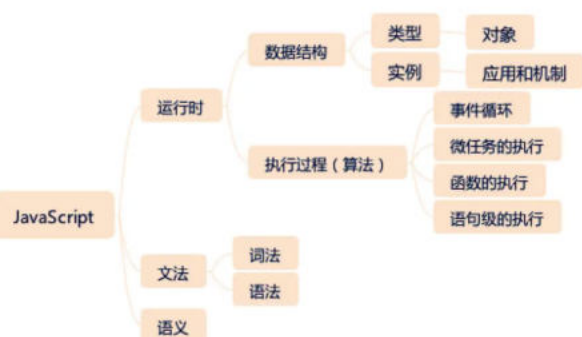 JavaScript
运行时
数据结构
类型
对象
实例
应用和机制
执行过程（算法）
事件循环
微任务的执行
函数的执行
语句级的执行
文法
词法
语法
语义